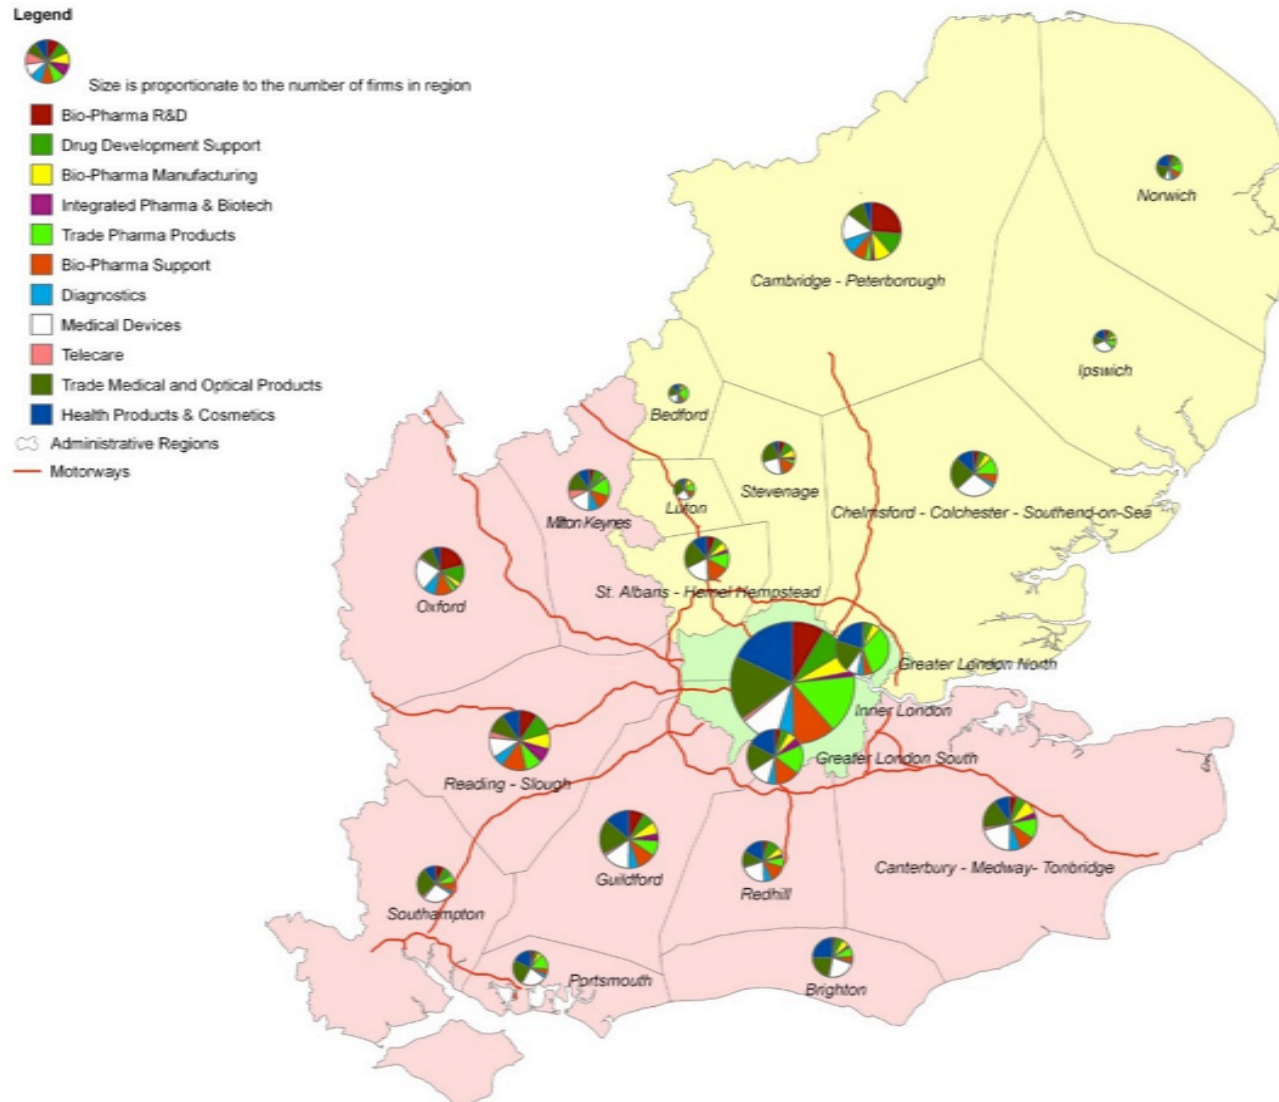 Legend
Size is proportionate to the number of firms in region
Bio-Pharma R&D
Drug Development Support
Bio-Pharma Manufacturing
Integrated Pharma & Biotech
Trade Pharma Products
Bio-Pharma Support
Diagnostics
Medical Devices
Telecare
Trade Medical and Optical Products
Health Products & Cosmetics
Administrative Regions
Motorways
Norwich
Cambridge - Peterborough
Ipswich
Bedford
Stevenage
Luton
Chelmsford - Colchester - Southend-on-Sea
Milton Keynes
St. Albans - Hemel Hempstead
Oxford
Greater London North
Inner London
Greater London South
Reading - Slough
Canterbury - Medway- Tonbridge
Guildford
Redhill
Southampton
Portsmouth
Brighton